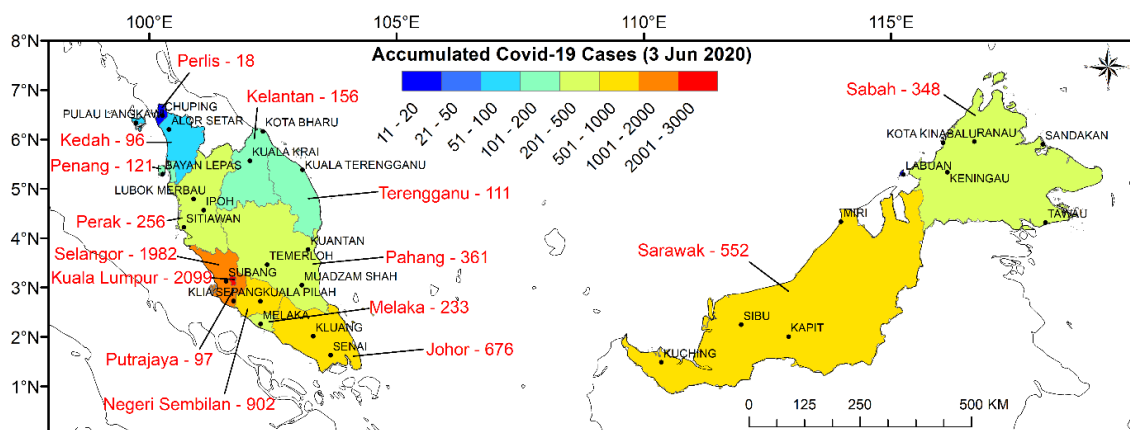 100°E 105°E 110°E 115°E
8°N
7°N
6°N
5°N
4°N
3°N
2°N
1°N
Accumulated Covid-19 Cases (3 Jun 2020)
11 - 20
21 - 50
51 - 100
101 - 200
201 - 500
501 - 1000
1001 - 2000
2001 - 3000
Perlis - 18
Kelantan - 156
Kedah - 96
Penang - 121
Terengganu - 111
Perak - 256
Selangor - 1982
Kuala Lumpur - 2099
Pahang - 361
Melaka - 233
Putrajaya - 97
Johor - 676
Negeri Sembilan - 902
Sabah - 348
Sarawak - 552
CHUPING
PULAU LANGKAWI
ALOR SETAR
KOTA BHARU
KUALA KRAI
BAYAN LEPAS
KUALA TERENGGANU
LUBOK MERBAU
IPOH
SITIAWAN
KUANTAN
TEMERLOH
SUBANG
MUADZAM SHAH
KLIA SEPANG
KUALA PILAH
MELAKA
KLUANG
SENAI
KOTA KINABALU
RANAU
SANDAKAN
LABUAN
KENINGAU
TAWAU
MIRI
SIBU
KAPIT
KUCHING
0 125 250 500 KM